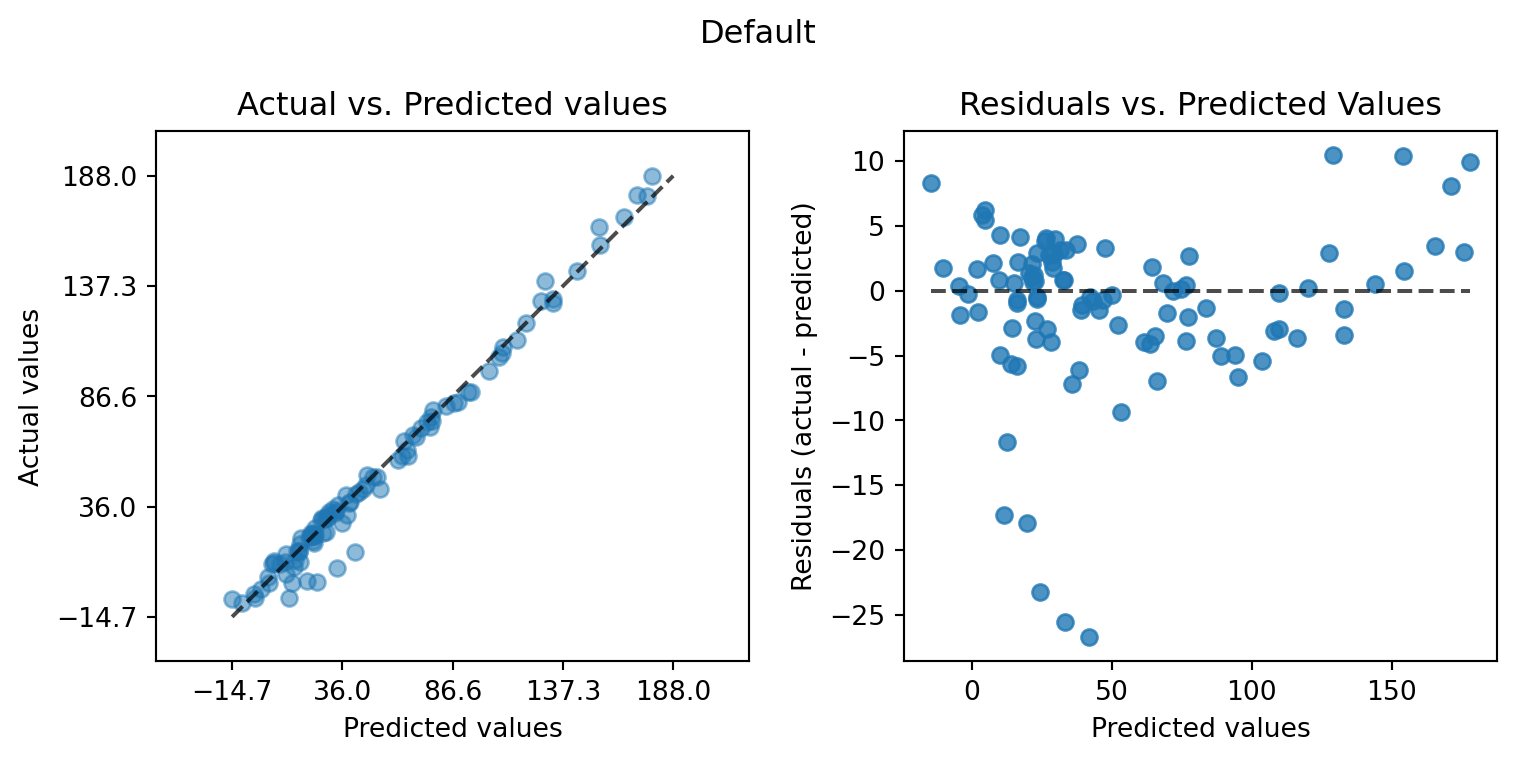 Default
Actual vs. Predicted values
Actual values
188.0
137.3
86.6
36.0
−14.7
−14.7 36.0 86.6 137.3 188.0
Predicted values
Residuals vs. Predicted Values
Residuals (actual - predicted)
10
5
0
−5
−10
−15
−20
−25
0 50 100 150
Predicted values